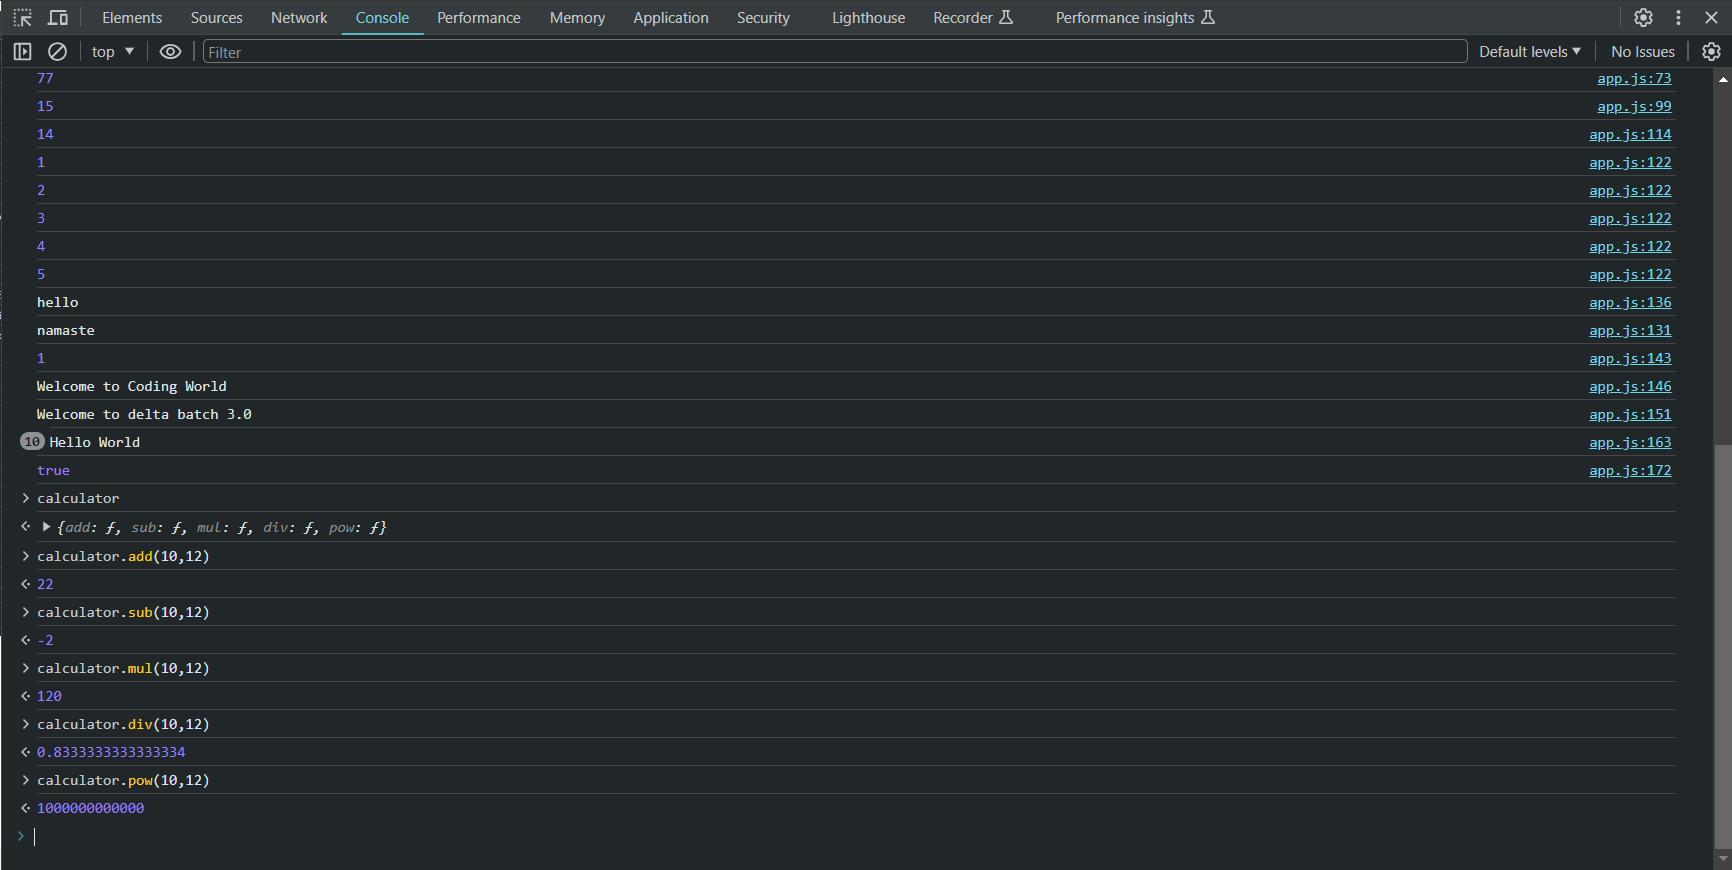 Elements Sources Network Console Performance Memory Application Security Lighthouse Recorder Performance insights
top Filter Default levels No Issues
77 app.js:73
15 app.js:99
14 app.js:114
1 app.js:122
2 app.js:122
3 app.js:122
4 app.js:122
5 app.js:122
hello app.js:136
namaste app.js:131
1 app.js:143
Welcome to Coding World app.js:146
Welcome to delta batch 3.0 app.js:151
10 Hello World app.js:163
true app.js:172
> calculator
{add: ƒ, sub: ƒ, mul: ƒ, div: ƒ, pow: ƒ}
> calculator.add(10,12)
22
> calculator.sub(10,12)
-2
> calculator.mul(10,12)
120
> calculator.div(10,12)
0.8333333333333334
> calculator.pow(10,12)
1000000000000
>